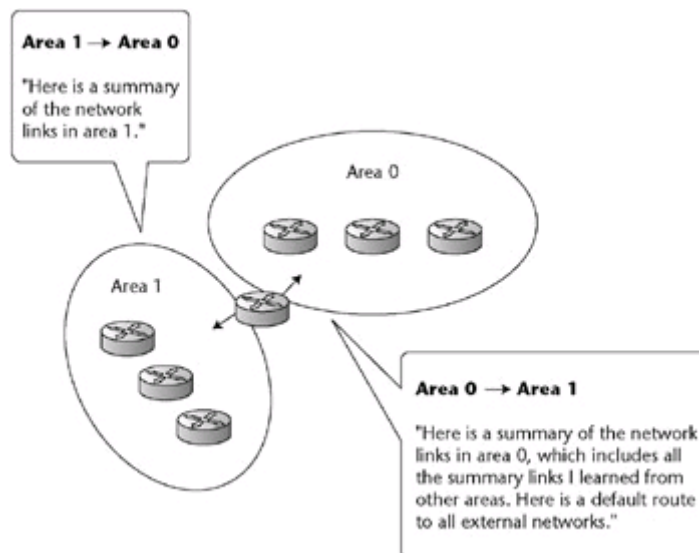 Area 1 → Area 0
"Here is a summary
of the network
links in area 1."
Area 0
Area 1
Area 0 → Area 1
"Here is a summary of the network
links in area 0, which includes all
the summary links I learned from
other areas. Here is a default route
to all external networks."